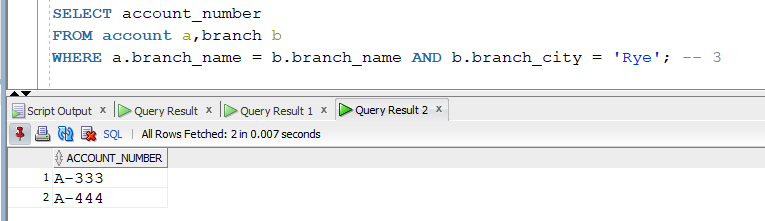 SELECT account_number
FROM account a,branch b
WHERE a.branch_name = b.branch_name AND b.branch_city = 'Rye'; -- 3
Script Output x Query Result x Query Result 1 x Query Result 2 x
SQL | All Rows Fetched: 2 in 0.007 seconds
ACCOUNT_NUMBER
1 A-333
2 A-444